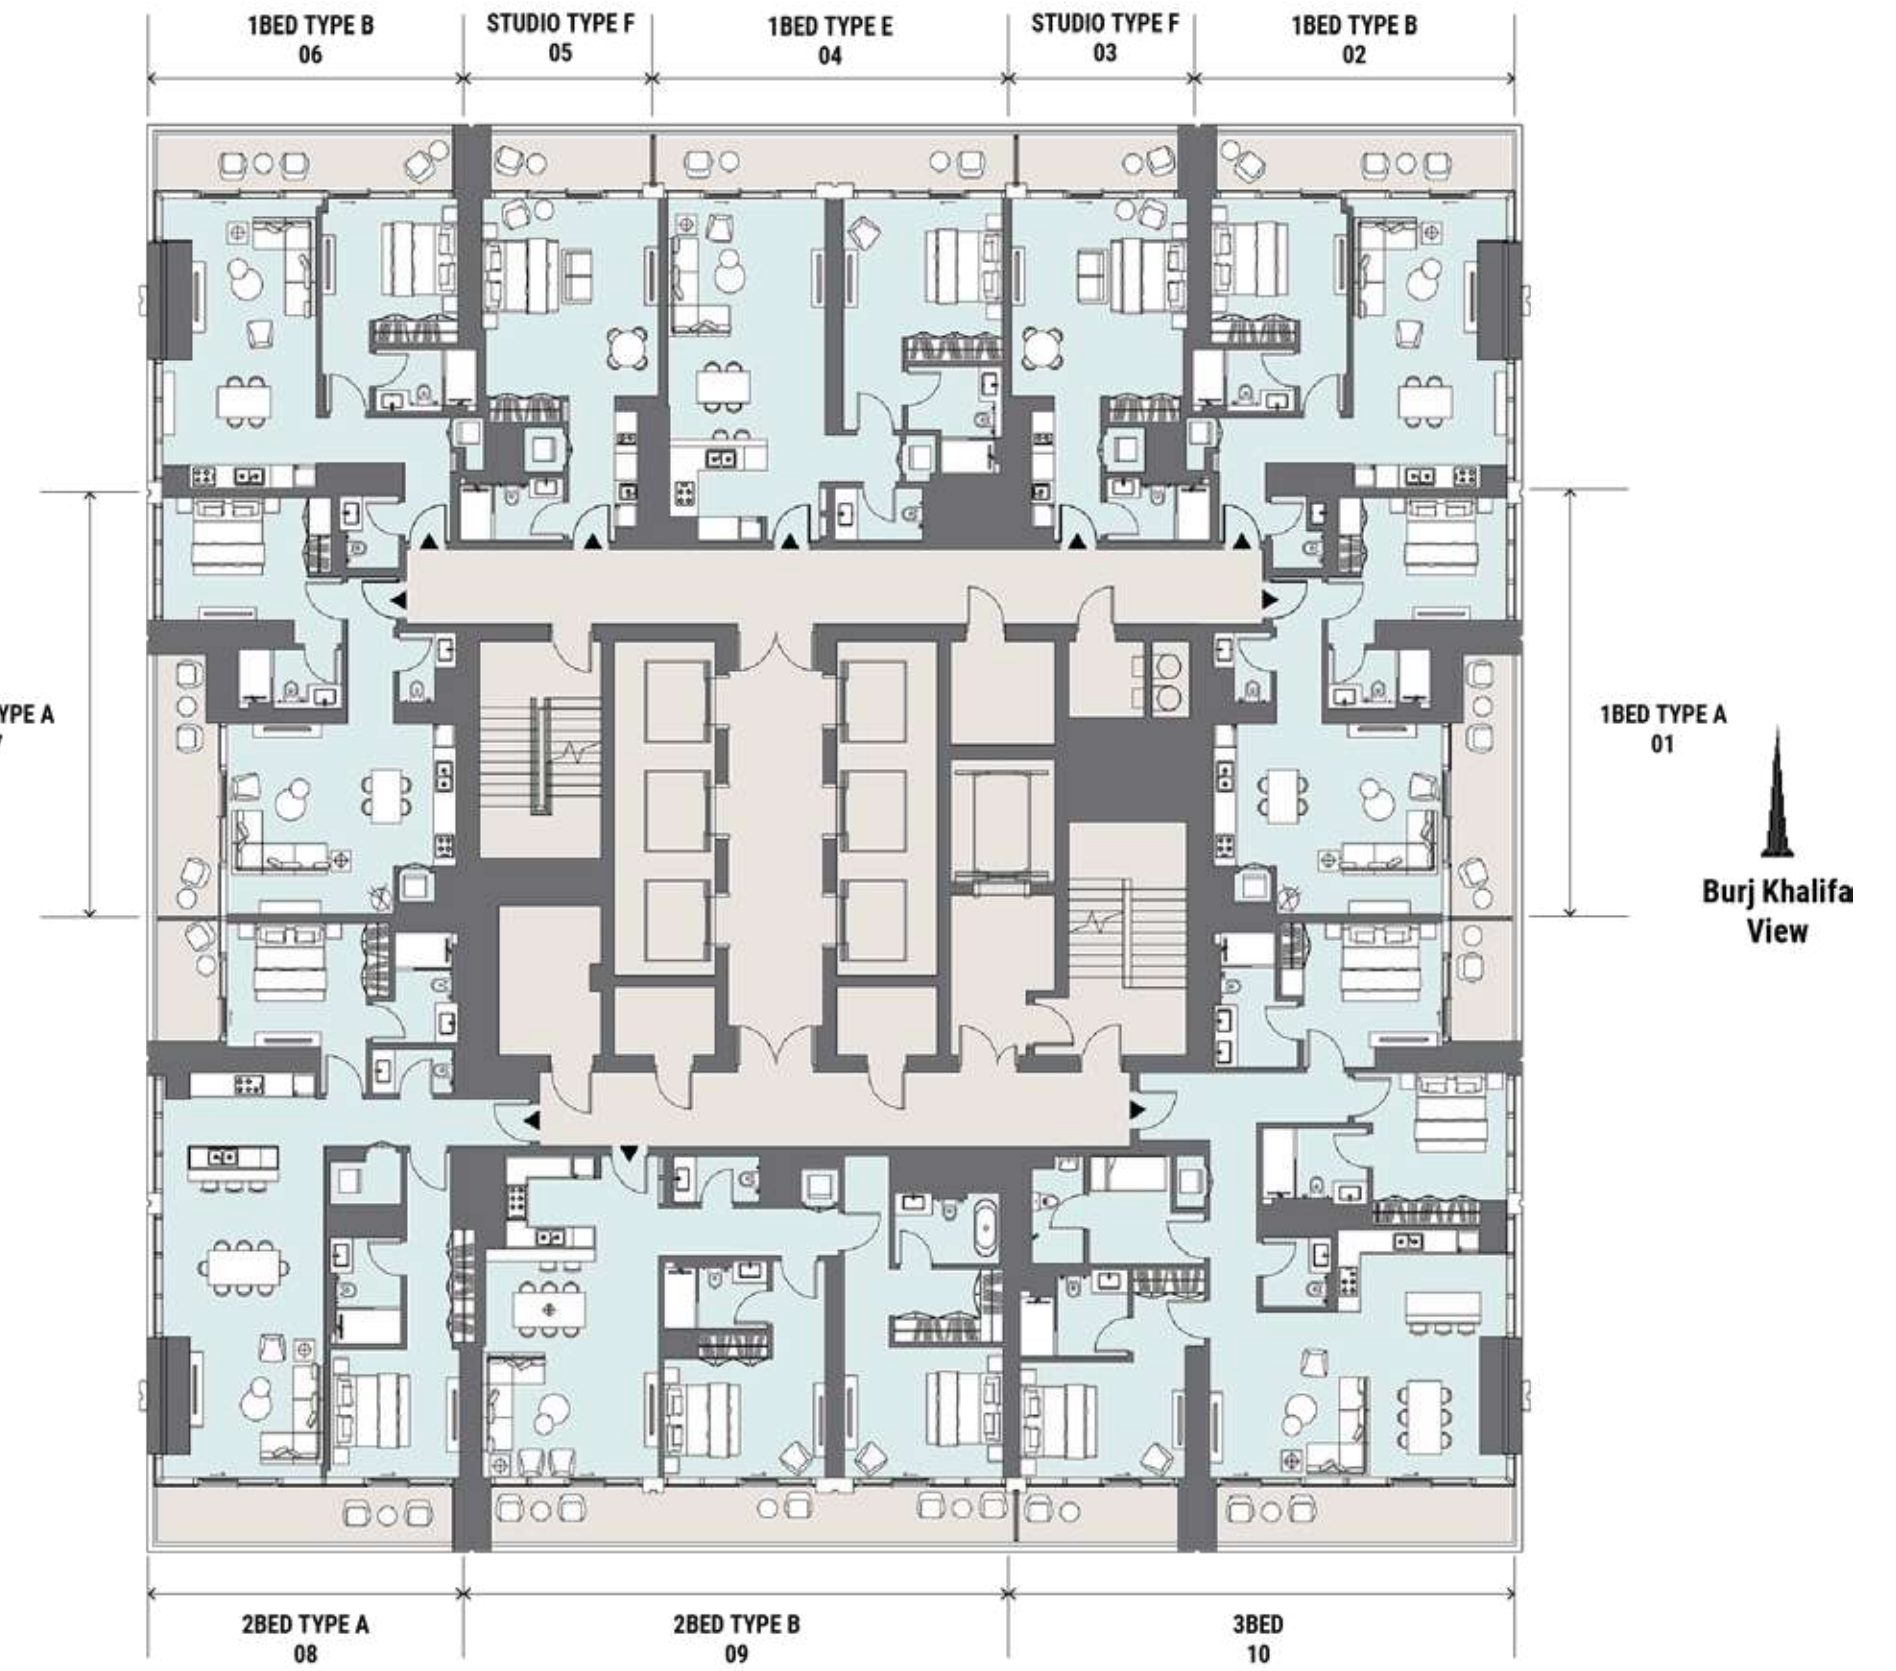 1BED TYPE B
06
STUDIO TYPE F
05
1BED TYPE E
04
STUDIO TYPE F
03
1BED TYPE B
02
YPE A
1BED TYPE A
01
Burj Khalifa
View
2BED TYPE A
08
2BED TYPE B
09
3BED
10